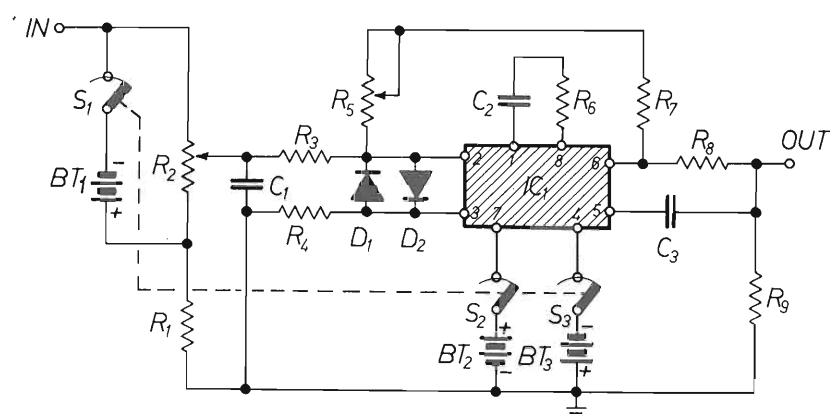 IN
S1
BT1
-
+
R2
R1
C1
R3
R4
R5
D1
D2
C2
R6
R7
R8
OUT
2
1
8
6
IC1
3
7
4
5
C3
S2
S3
R9
BT2
+
-
BT3
-
+